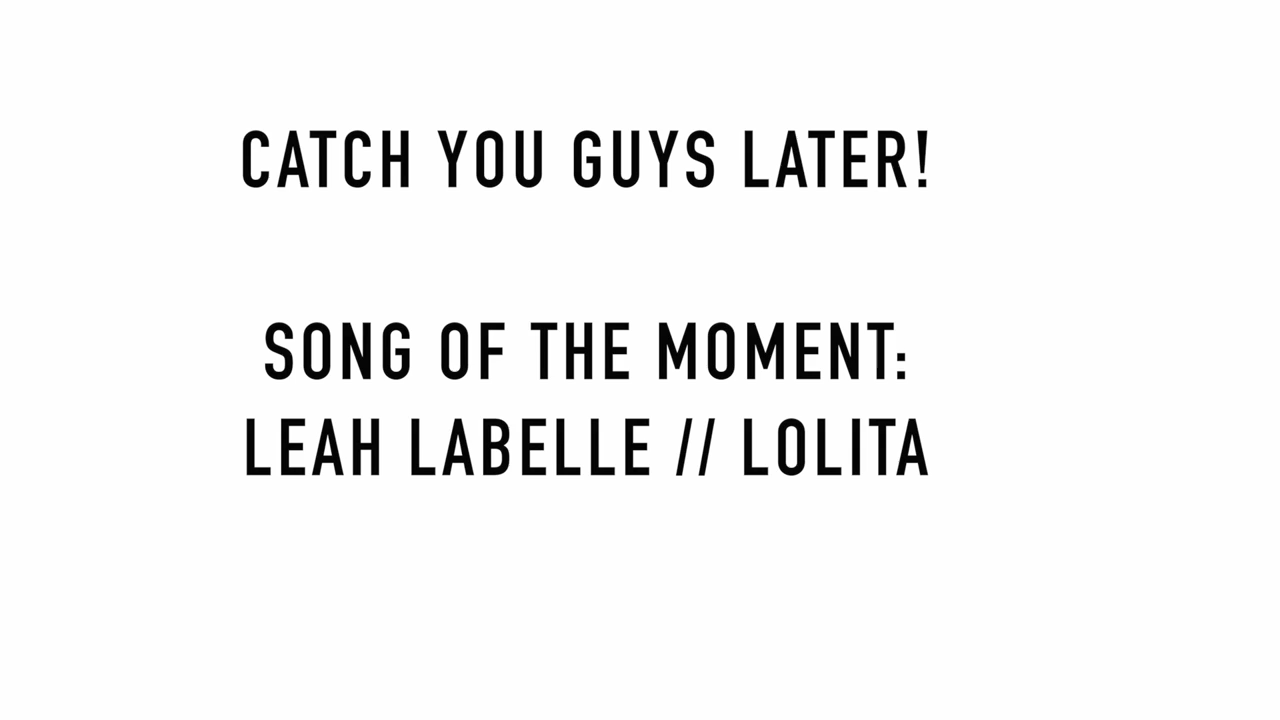 CATCH YOU GUYS LATER!
SONG OF THE MOMENT:
LEAH LABELLE // LOLITA